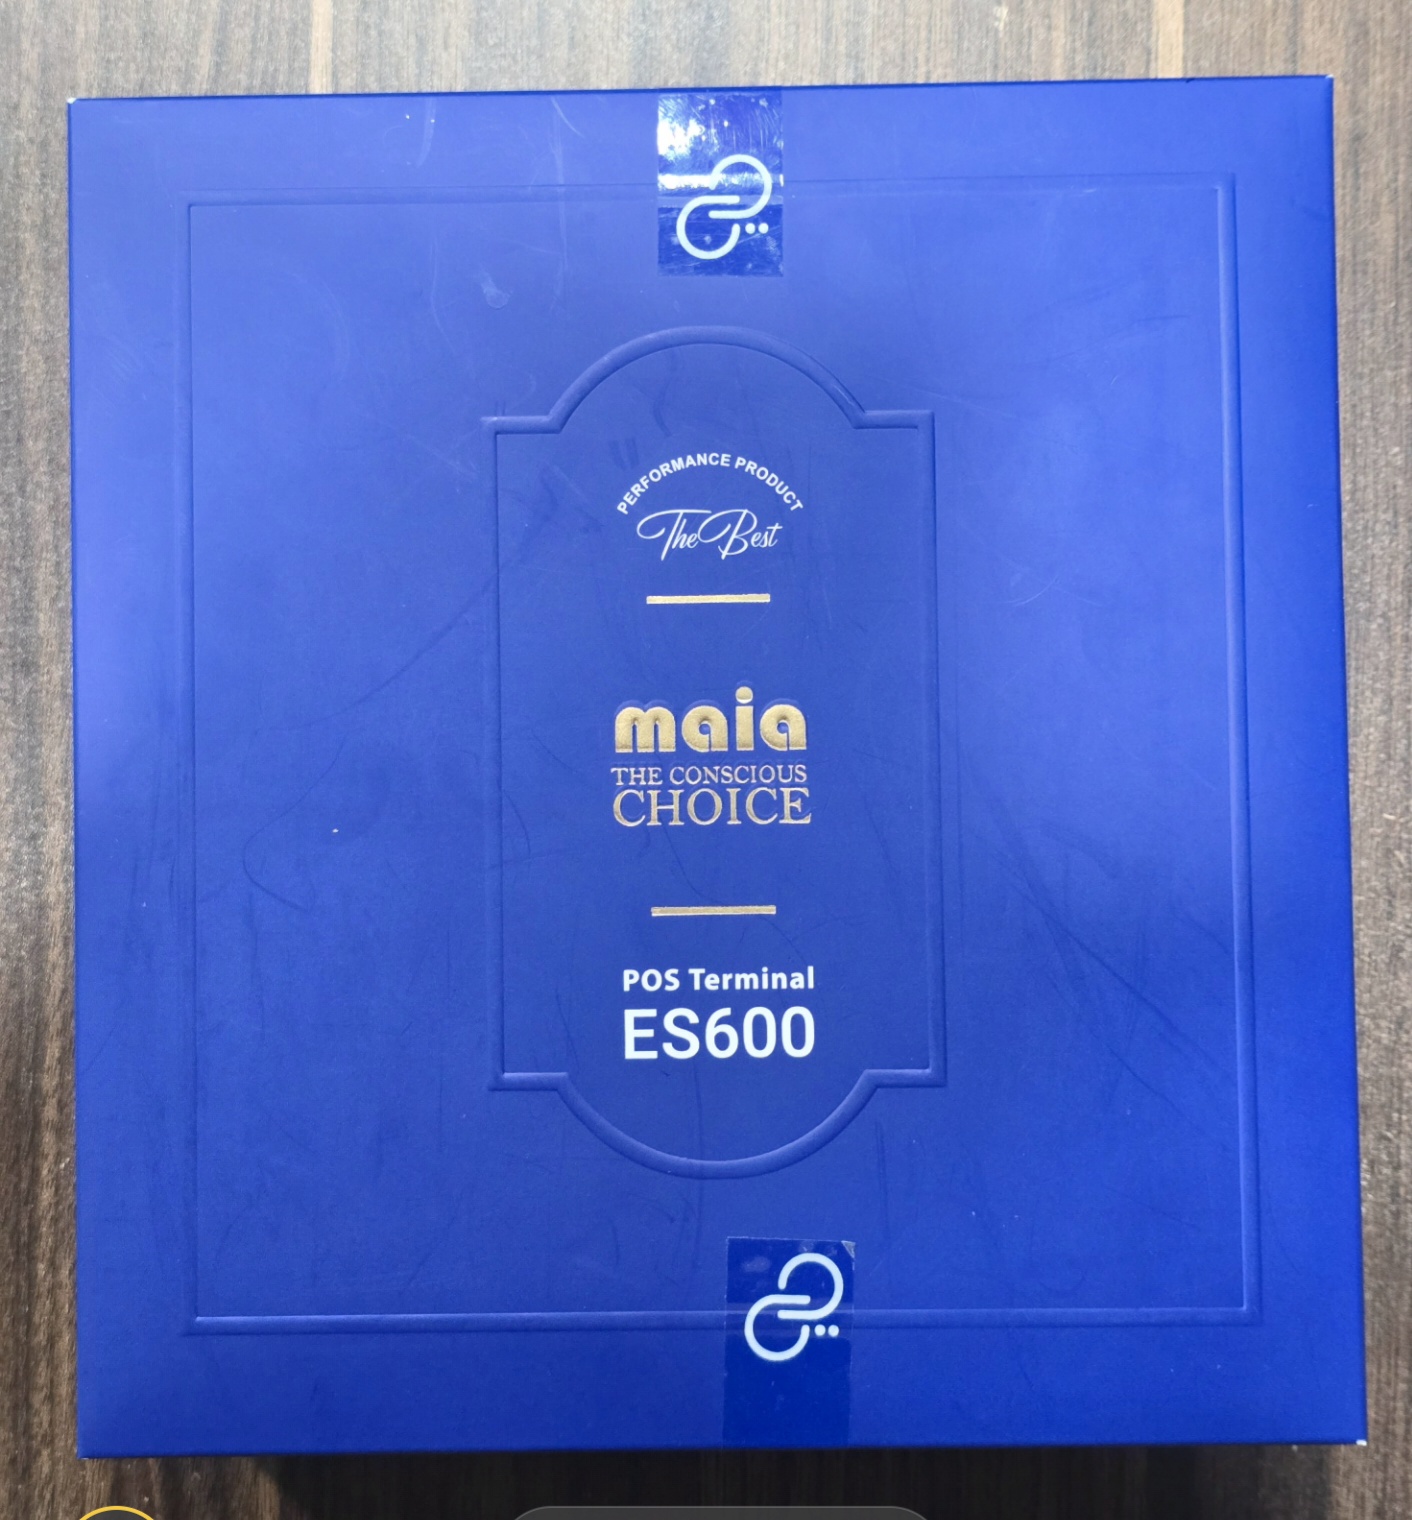 PERFORMANCE PRODUCT
The Best
maia
THE CONSCIOUS
CHOICE
POS Terminal
ES600